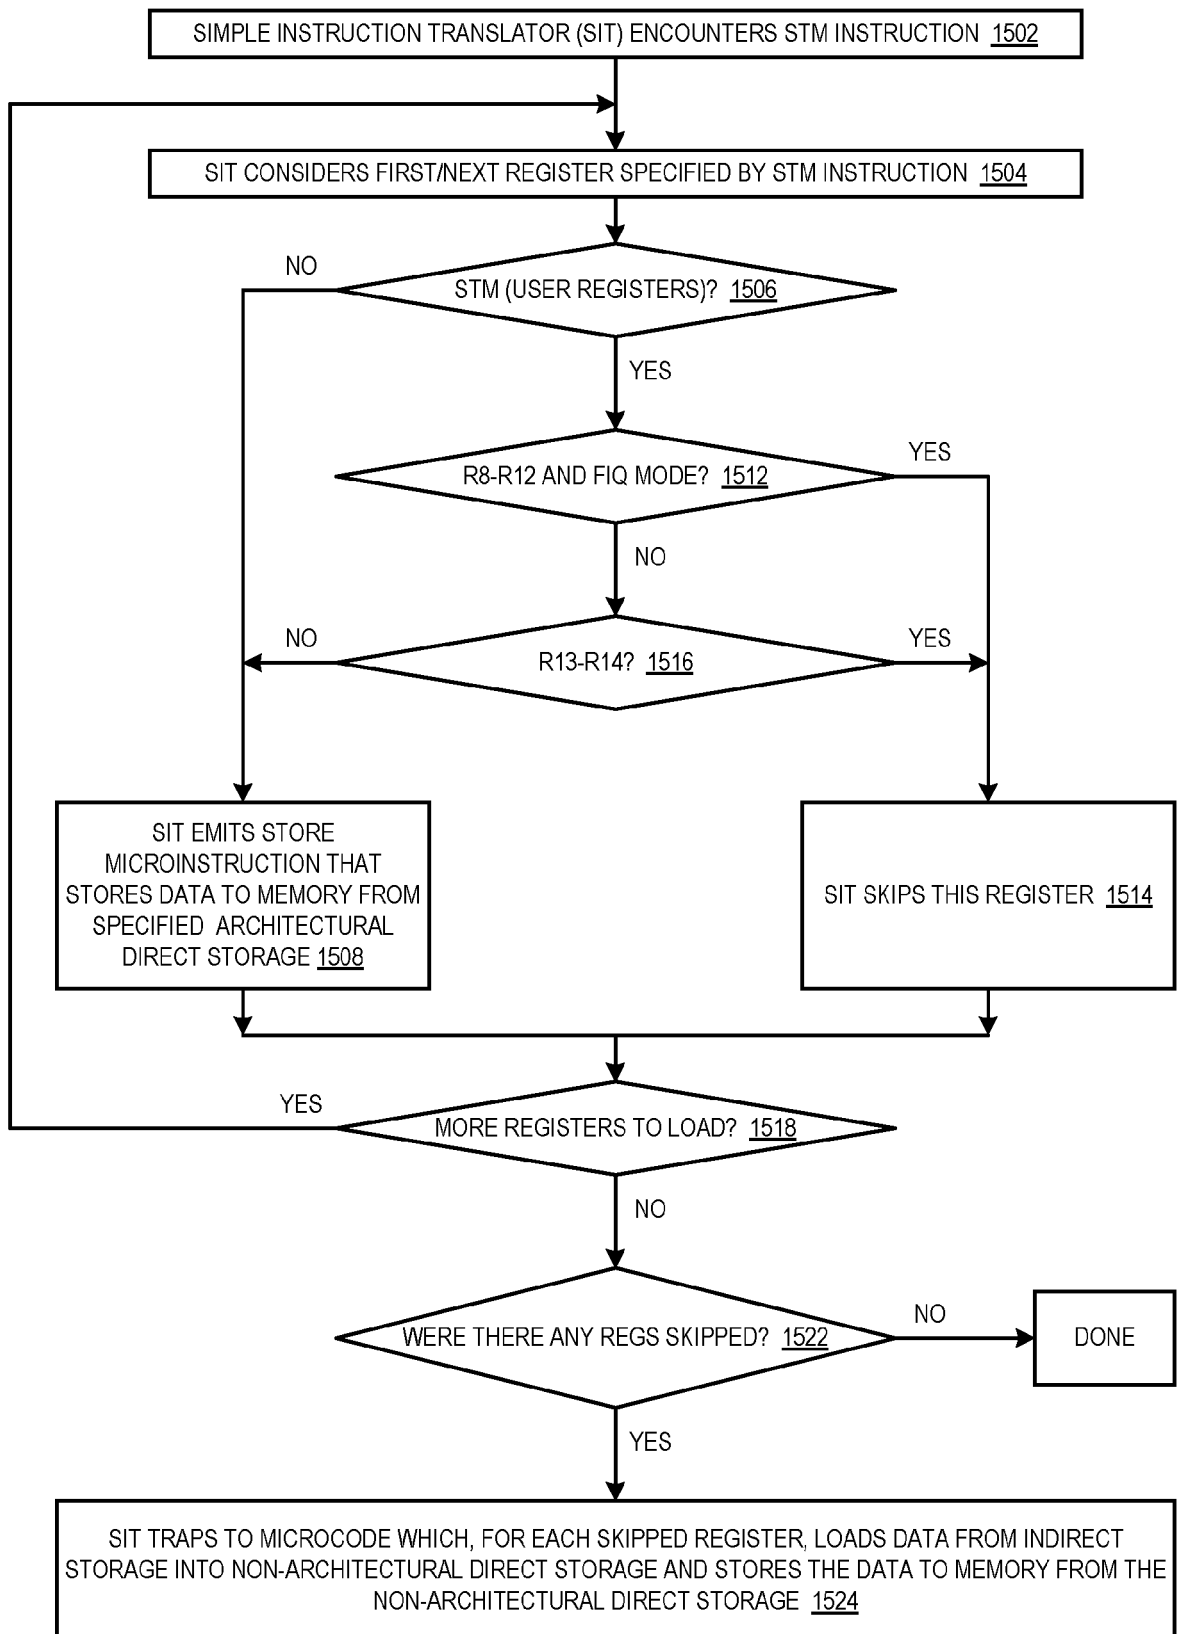 SIMPLE INSTRUCTION TRANSLATOR (SIT) ENCOUNTERS STM INSTRUCTION 1502
SIT CONSIDERS FIRST/NEXT REGISTER SPECIFIED BY STM INSTRUCTION 1504
NO
STM (USER REGISTERS)? 1506
YES
YES
R8-R12 AND FIQ MODE? 1512
NO
NO
YES
R13-R14? 1516
SIT EMITS STORE
MICROINSTRUCTION THAT
STORES DATA TO MEMORY FROM
SPECIFIED ARCHITECTURAL
DIRECT STORAGE 1508
SIT SKIPS THIS REGISTER 1514
YES
MORE REGISTERS TO LOAD? 1518
NO
NO
WERE THERE ANY REGS SKIPPED? 1522
DONE
YES
SIT TRAPS TO MICROCODE WHICH, FOR EACH SKIPPED REGISTER, LOADS DATA FROM INDIRECT
STORAGE INTO NON-ARCHITECTURAL DIRECT STORAGE AND STORES THE DATA TO MEMORY FROM THE
NON-ARCHITECTURAL DIRECT STORAGE 1524